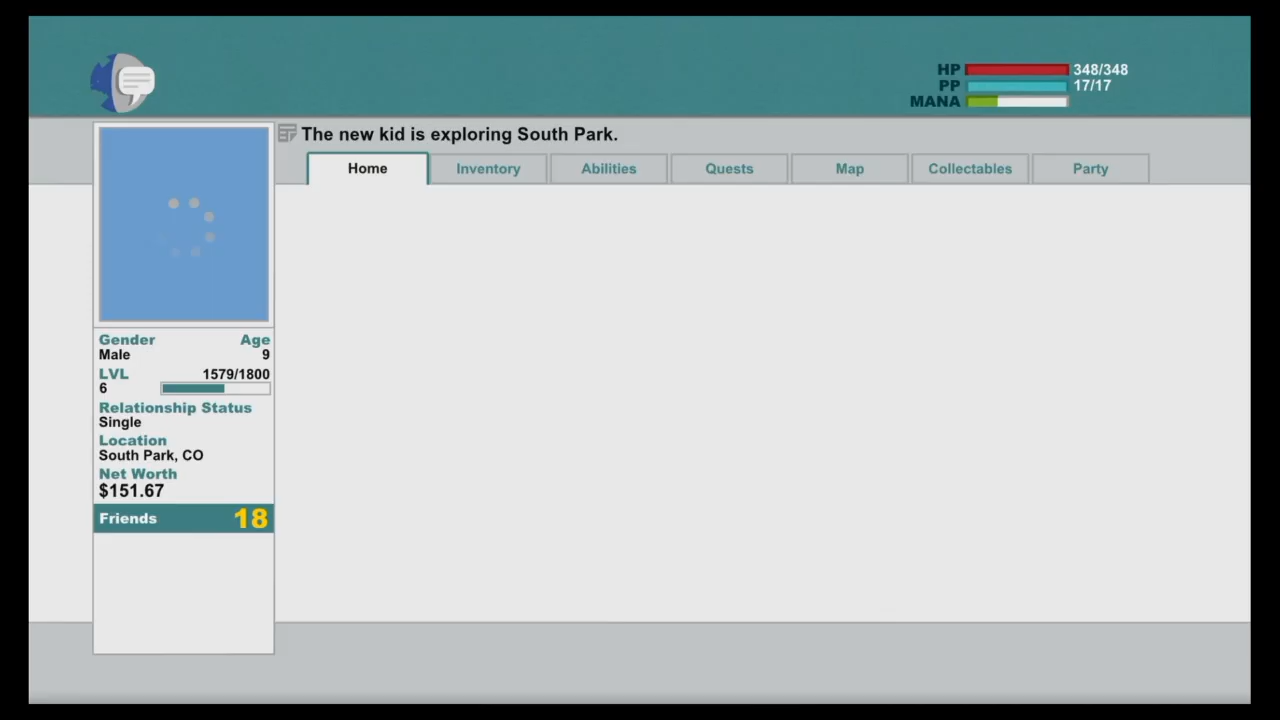 HP 348/348
PP 17/17
MANA
The new kid is exploring South Park.
Home Inventory Abilities Quests Map Collectables Party
Gender Age
Male 9
LVL 1579/1800
6
Relationship Status
Single
Location
South Park, CO
Net Worth
$151.67
Friends 18